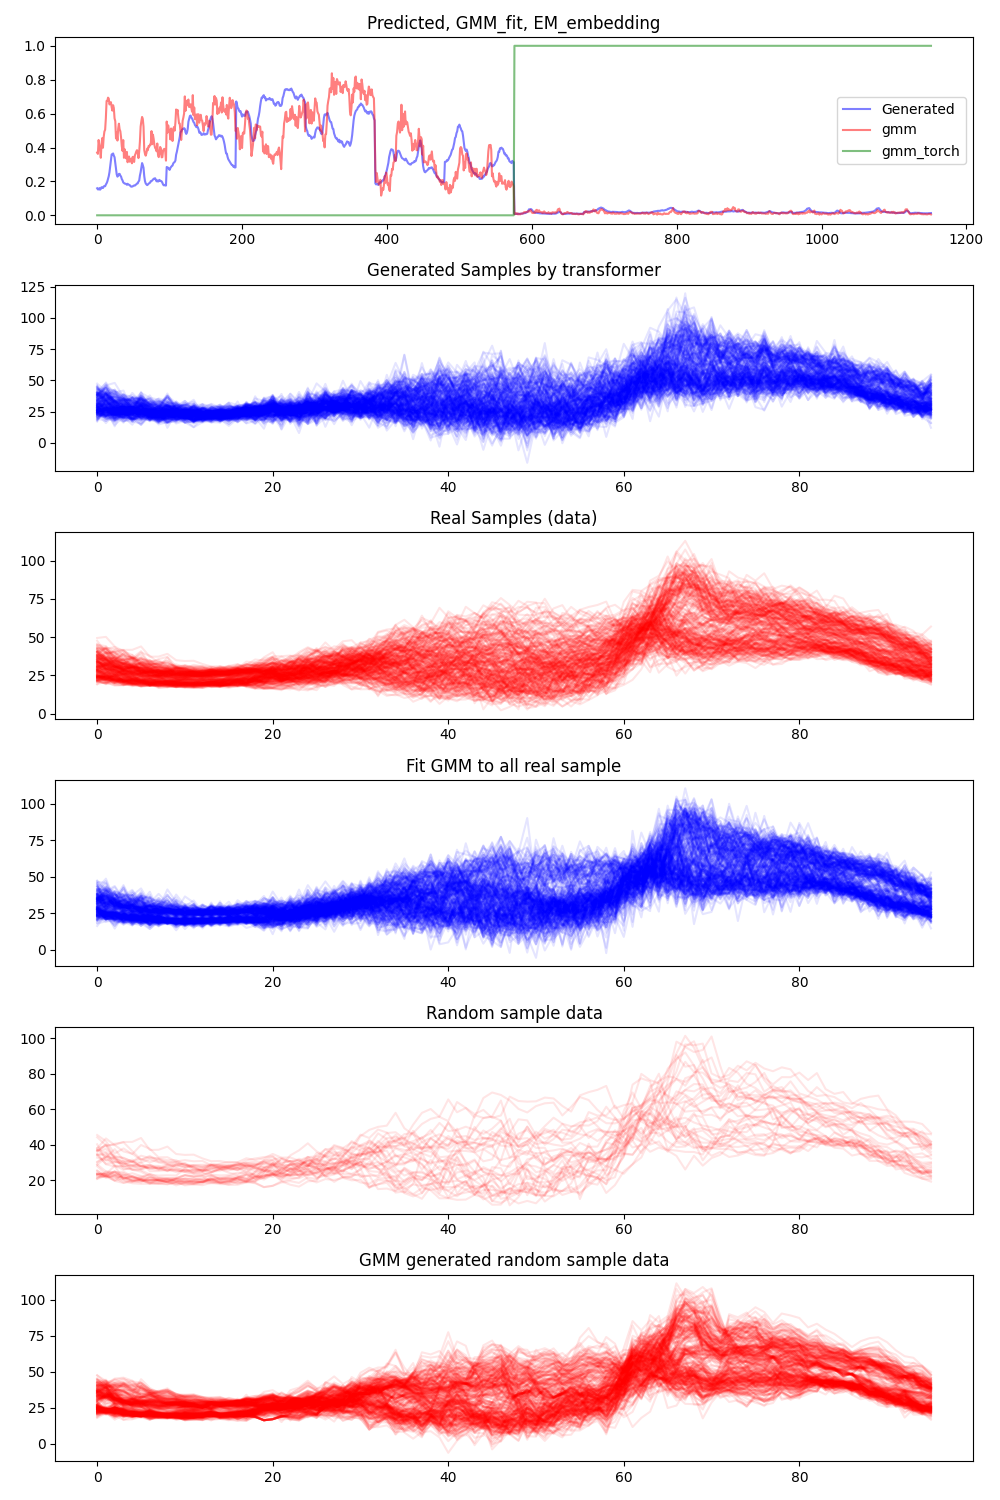 Predicted, GMM_fit, EM_embedding
1.0
0.8
0.6
0.4
0.2
0.0
Generated
gmm
gmm_torch
0 200 400 600 800 1000 1200
Generated Samples by transformer
125
100
75
50
25
0
0 20 40 60 80
Real Samples (data)
100
75
50
25
0
0 20 40 60 80
Fit GMM to all real sample
100
75
50
25
0
0 20 40 60 80
Random sample data
100
80
60
40
20
0 20 40 60 80
GMM generated random sample data
100
75
50
25
0
0 20 40 60 80